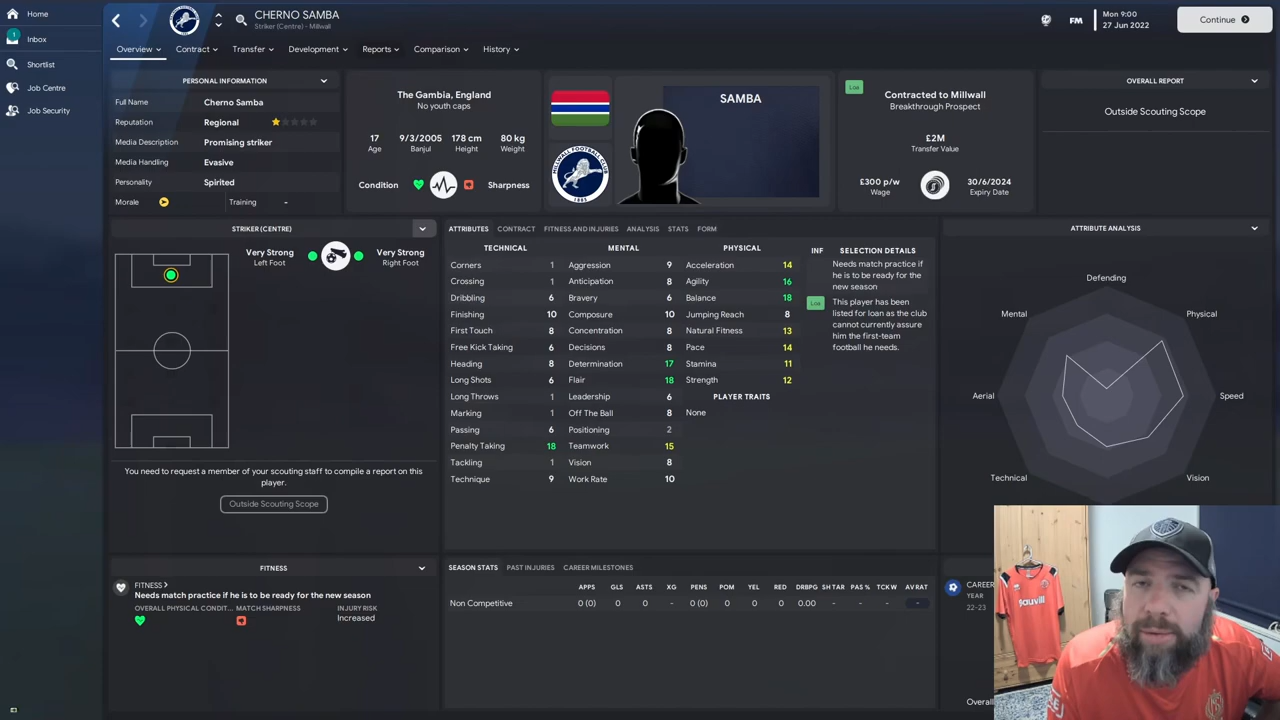 Home
1
Inbox
Shortlist
Job Centre
Job Security
CHERNO SAMBA
Striker (Centre) - Millwall
FM
Mon 9:00
27 Jun 2022
Continue
Overview
Contract
Transfer
Development
Reports
Comparison
History
PERSONAL INFORMATION
Full Name Cherno Samba
Reputation Regional
Media Description Promising striker
Media Handling Evasive
Personality Spirited
Morale Training -
The Gambia, England
No youth caps
17 9/3/2005 178 cm 80 kg
Age Banjul Height Weight
Condition Sharpness
MILLWALL FOOTBALL CLUB
1885
SAMBA
Loa
Contracted to Millwall
Breakthrough Prospect
£2M
Transfer Value
£300 p/w 30/6/2024
Wage Expiry Date
OVERALL REPORT
Outside Scouting Scope
STRIKER (CENTRE)
Very Strong Very Strong
Left Foot Right Foot
You need to request a member of your scouting staff to compile a report on this
player.
Outside Scouting Scope
ATTRIBUTES CONTRACT FITNESS AND INJURIES ANALYSIS STATS FORM
TECHNICAL MENTAL PHYSICAL
Corners 1 Aggression 9 Acceleration 14
Crossing 1 Anticipation 8 Agility 16
Dribbling 6 Bravery 6 Balance 18
Finishing 10 Composure 10 Jumping Reach 8
First Touch 8 Concentration 8 Natural Fitness 13
Free Kick Taking 6 Decisions 8 Pace 14
Heading 8 Determination 17 Stamina 11
Long Shots 6 Flair 18 Strength 12
Long Throws 1 Leadership 6 PLAYER TRAITS
Marking 1 Off The Ball 8 None
Passing 6 Positioning 2
Penalty Taking 18 Teamwork 15
Tackling 1 Vision 8
Technique 9 Work Rate 10
INF SELECTION DETAILS
Needs match practice if
he is to be ready for the
new season
Loa
This player has been
listed for loan as the club
cannot currently assure
him the first-team
football he needs.
ATTRIBUTE ANALYSIS
Defending
Mental Physical
Aerial Speed
Technical Vision
FITNESS
FITNESS >
Needs match practice if he is to be ready for the new season
OVERALL PHYSICAL CONDIT... MATCH SHARPNESS INJURY RISK
Increased
SEASON STATS PAST INJURIES CAREER MILESTONES
APPS GLS ASTS XG PENS POM YEL RED DRBPG SH TAR PAS % TCK W AV RAT
Non Competitive 0 (0) 0 0 - 0 (0) 0 0 0 0.00 - - - -
CAREER
YEAR
22-23
Overall
Sauvill